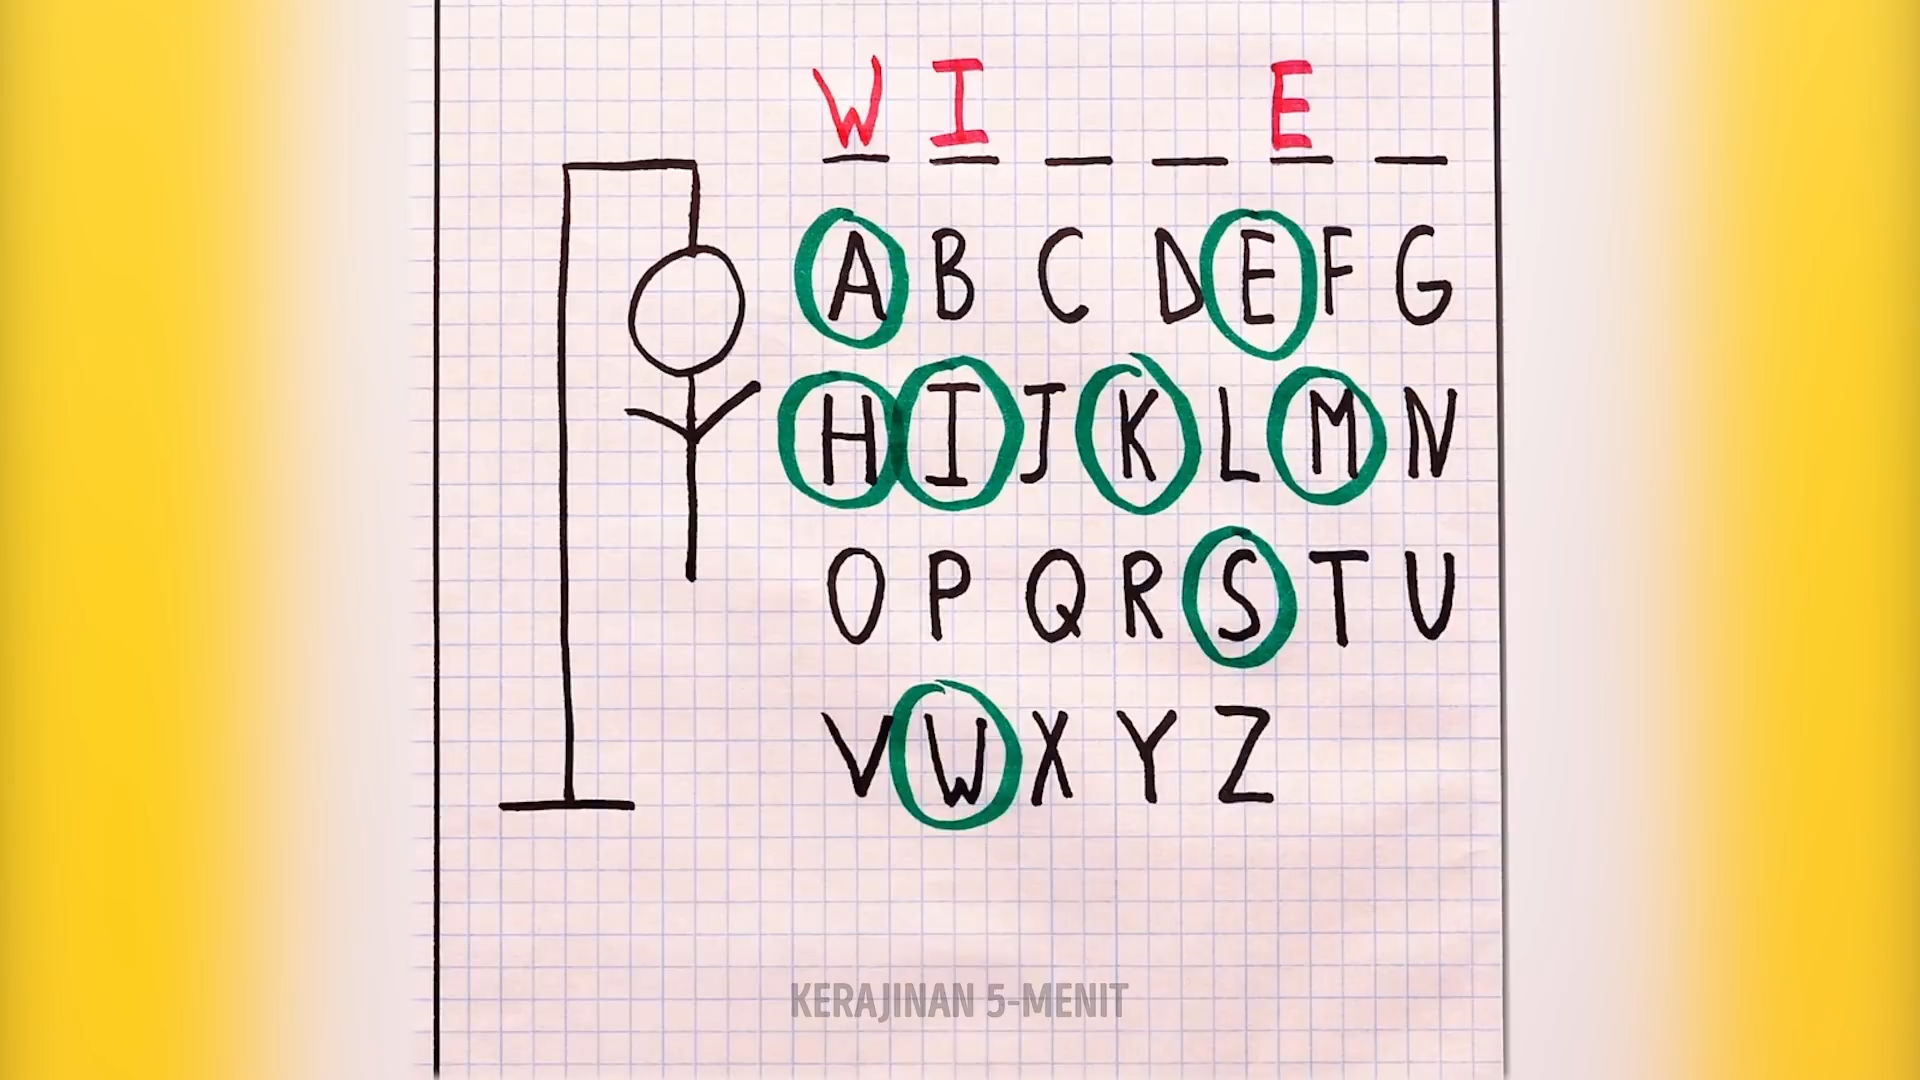 W I _ _ E _
A B C D E F G
H I J K L M N
O P Q R S T U
V W X Y Z
KERAJINAN 5-MENIT